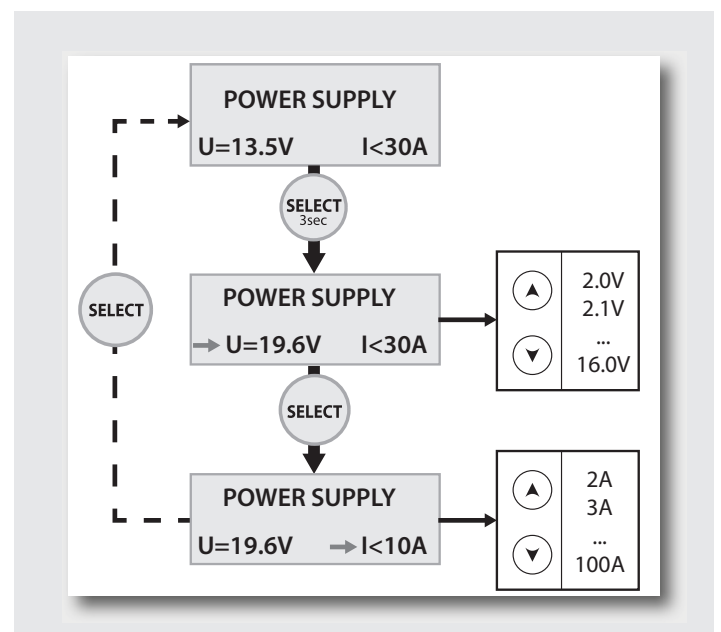 POWER SUPPLY
U=13.5V I<30A
SELECT
3sec
POWER SUPPLY
U=19.6V I<30A
2.0V
2.1V
...
16.0V
SELECT
SELECT
POWER SUPPLY
U=19.6V I<10A
2A
3A
...
100A